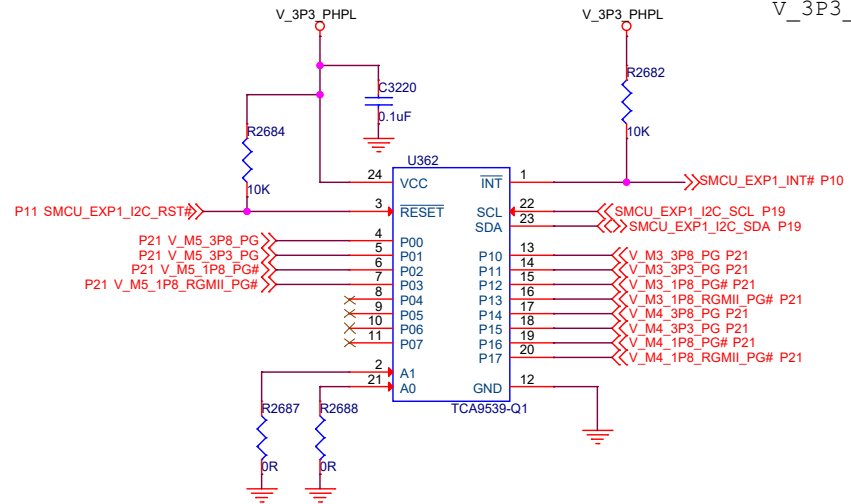 V_3P3_PHPL
V_3P3_PHPL
V_3P3_
R2684
10K
C3220
0.1uF
R2682
10K
U362
24
VCC
INT
1
SMCU_EXP1_INT# P10
P11 SMCU_EXP1_I2C_RST#
3
RESET
SCL
22
SMCU_EXP1_I2C_SCL P19
SDA
23
SMCU_EXP1_I2C_SDA P19
P21 V_M5_3P8_PG
4
P00
P21 V_M5_3P3_PG
5
P01
P21 V_M5_1P8_PG#
6
P02
P21 V_M5_1P8_RGMII_PG#
7
P03
8
P04
9
P05
10
P06
11
P07
P10
13
V_M3_3P8_PG P21
P11
14
V_M3_3P3_PG P21
P12
15
V_M3_1P8_PG# P21
P13
16
V_M3_1P8_RGMII_PG# P21
P14
17
V_M4_3P8_PG P21
P15
18
V_M4_3P3_PG P21
P16
19
V_M4_1P8_PG# P21
P17
20
V_M4_1P8_RGMII_PG# P21
2
A1
21
A0
GND
12
TCA9539-Q1
R2687
0R
R2688
0R